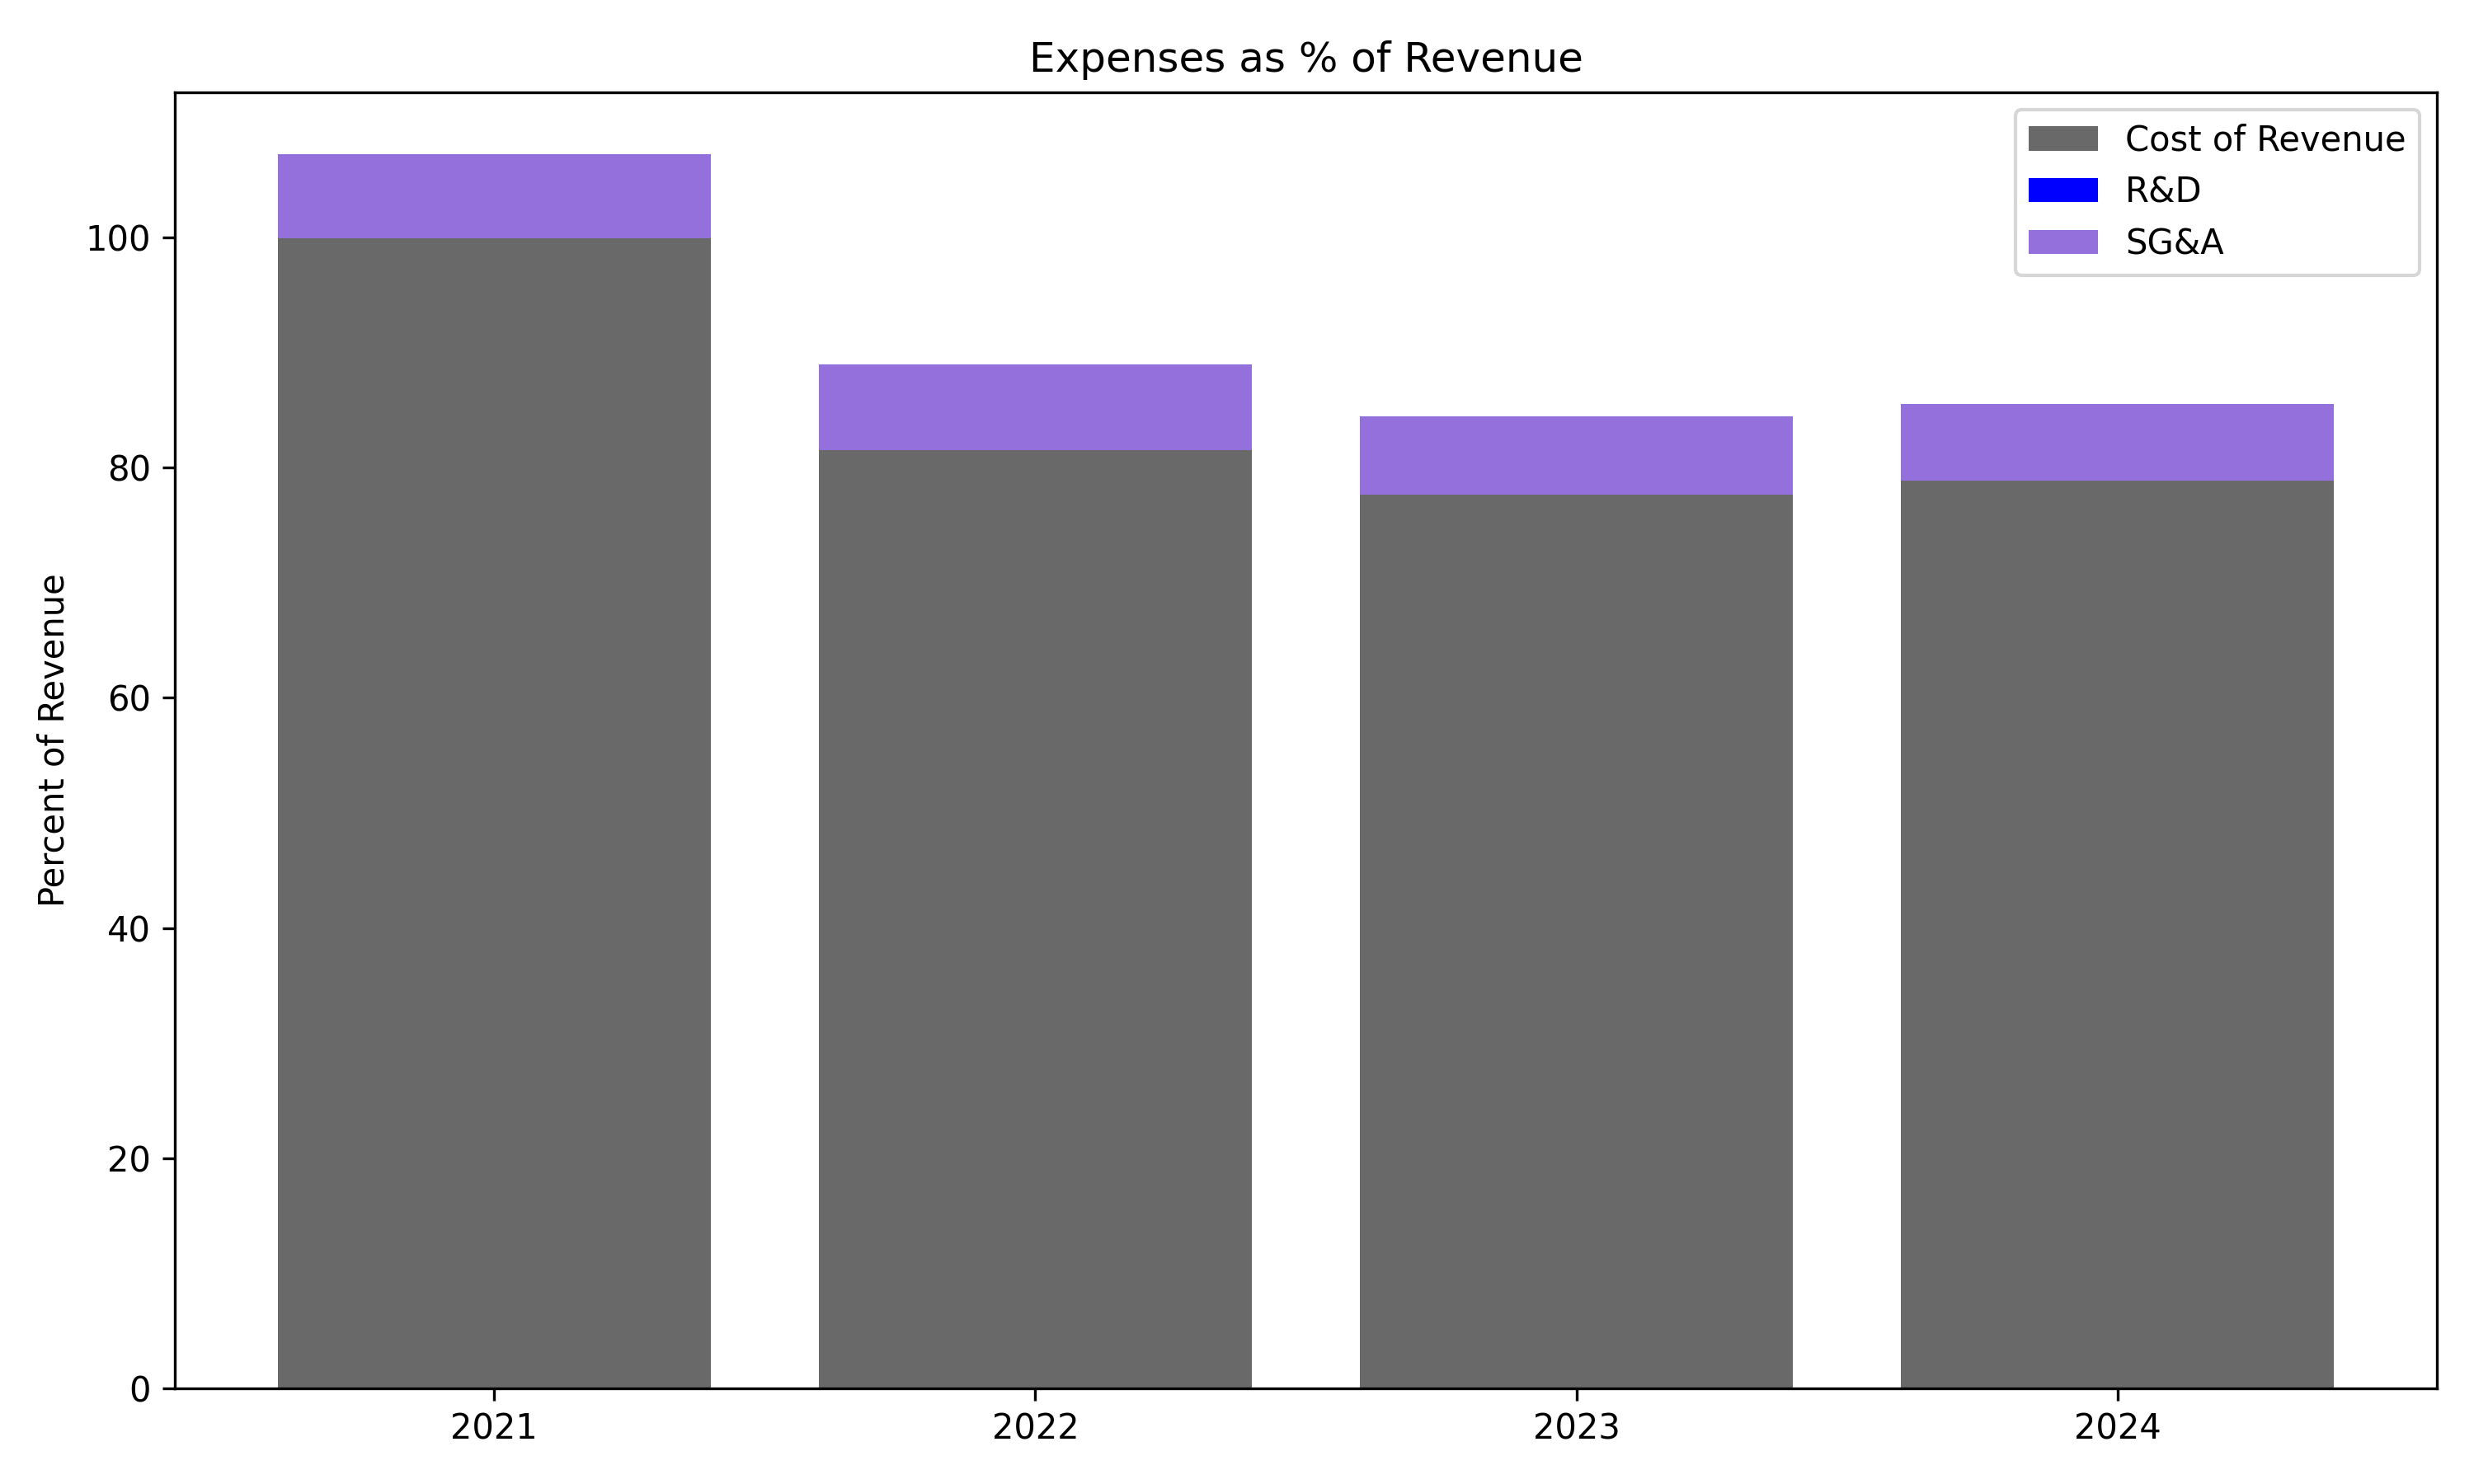 Expenses as % of Revenue
Cost of Revenue
R&D
SG&A
Percent of Revenue
100
80
60
40
20
0
2021
2022
2023
2024